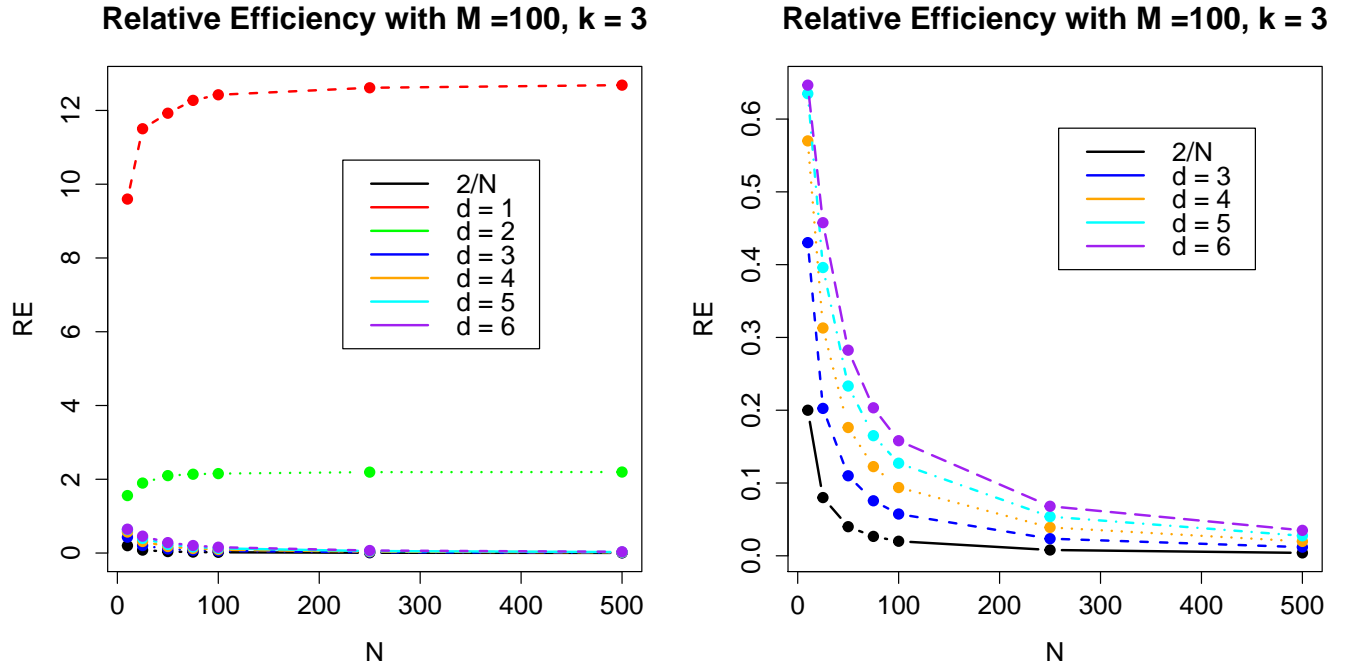 Relative Efficiency with M =100, k = 3
RE
12
10
8
6
4
2
0
2/N
d = 1
d = 2
d = 3
d = 4
d = 5
d = 6
0 100 200 300 400 500
N
Relative Efficiency with M =100, k = 3
RE
0.6
0.5
0.4
0.3
0.2
0.1
0.0
2/N
d = 3
d = 4
d = 5
d = 6
0 100 200 300 400 500
N